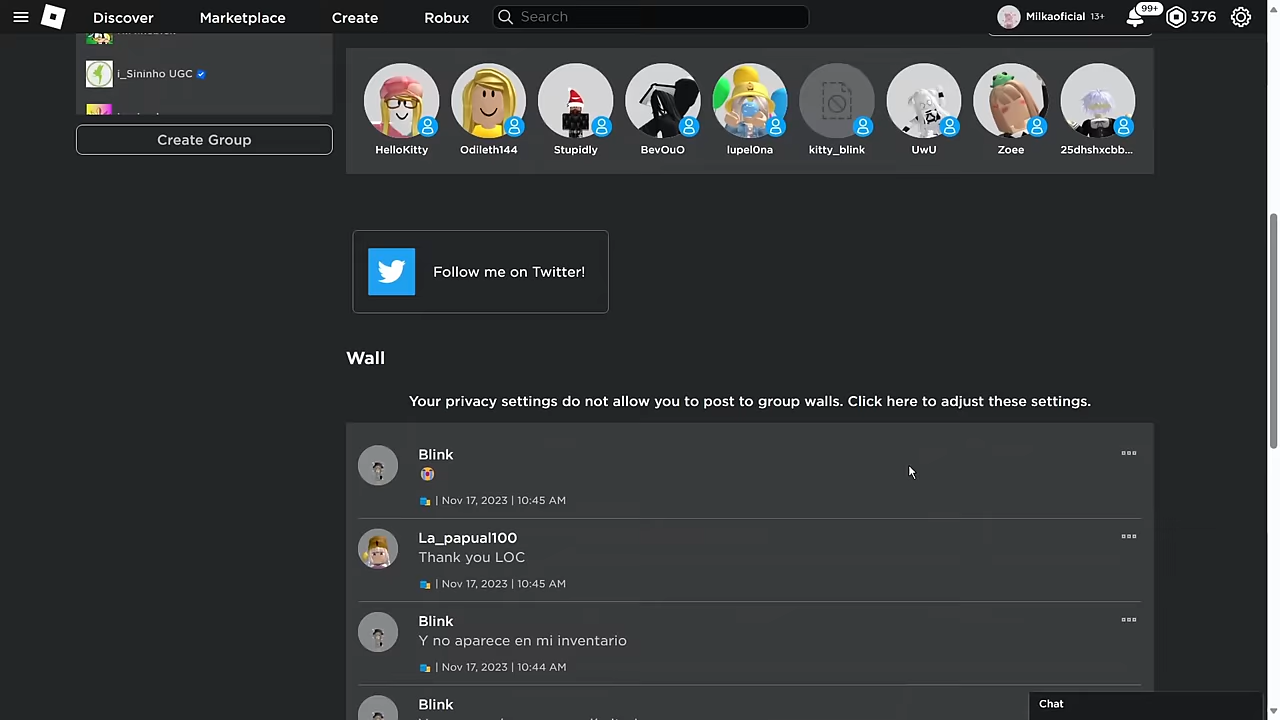 Discover Marketplace Create Robux Search Milkaoficial 13+ 99+ 376
i_Sininho UGC
Create Group
HelloKitty Odileth144 Stupidly BevOuO lupel0na kitty_blink UwU Zoee 25dhshxcbb...
Follow me on Twitter!
Wall
Your privacy settings do not allow you to post to group walls. Click here to adjust these settings.
Blink
| Nov 17, 2023 | 10:45 AM
La_papual100
Thank you LOC
| Nov 17, 2023 | 10:45 AM
Blink
Y no aparece en mi inventario
| Nov 17, 2023 | 10:44 AM
Blink
Chat